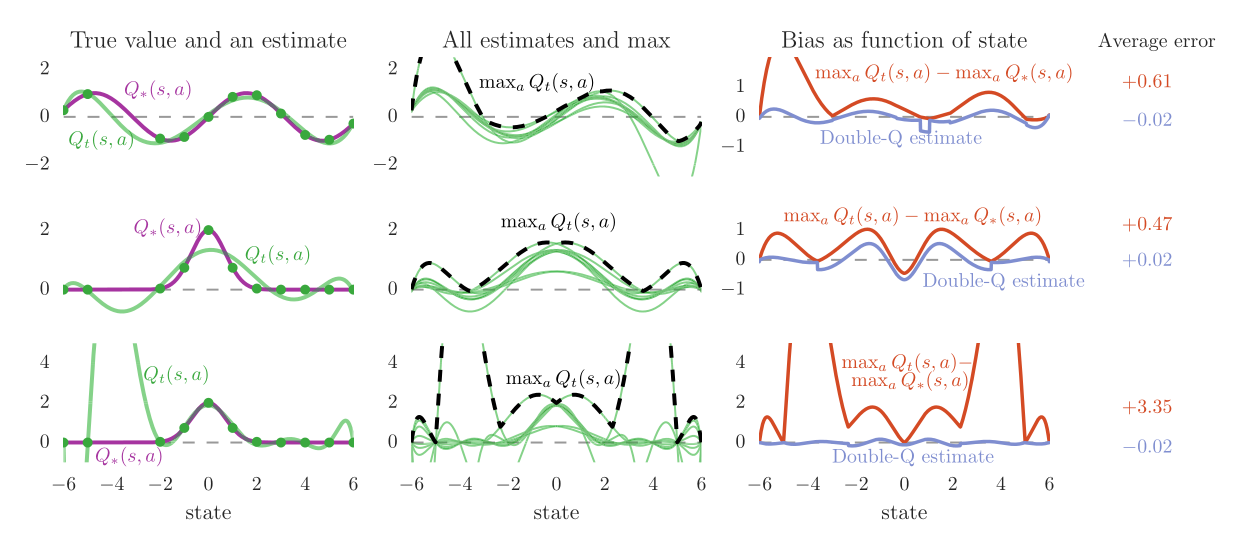 True value and an estimate
All estimates and max
Bias as function of state
Average error
2
0
−2
Q∗(s, a)
Qt(s, a)
2
0
−2
maxa Qt(s, a)
1
0
−1
maxa Qt(s, a) − maxa Q∗(s, a)
Double-Q estimate
+0.61
−0.02
2
0
Q∗(s, a)
Qt(s, a)
2
0
maxa Qt(s, a)
1
0
−1
maxa Qt(s, a) − maxa Q∗(s, a)
Double-Q estimate
+0.47
+0.02
4
2
0
Qt(s, a)
Q∗(s, a)
−6 −4 −2 0 2 4 6
state
4
2
0
maxa Qt(s, a)
−6 −4 −2 0 2 4 6
state
4
2
0
maxa Qt(s, a)−
maxa Q∗(s, a)
Double-Q estimate
−6 −4 −2 0 2 4 6
state
+3.35
−0.02